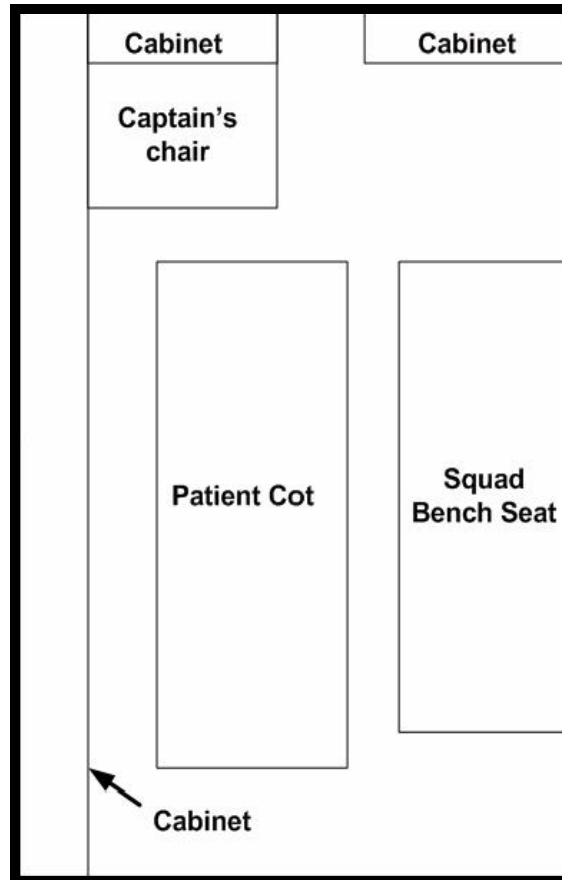 Cabinet
Cabinet
Captain's
chair
Patient Cot
Squad
Bench Seat
Cabinet